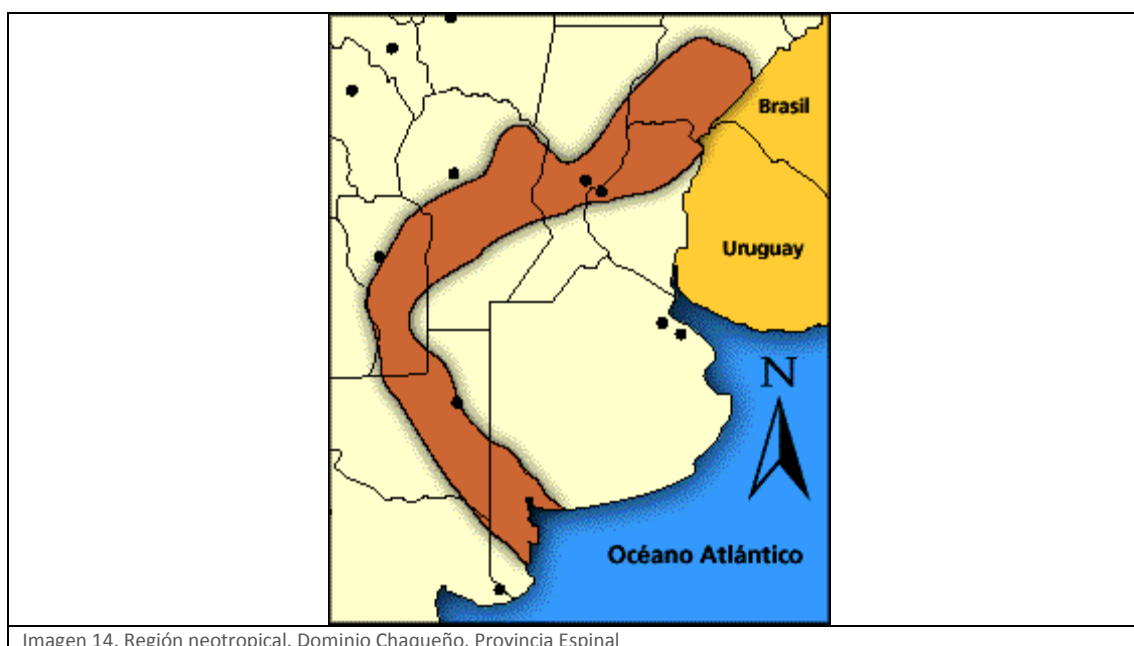 Brasil
Uruguay
N
Océano Atlántico
Imagen 14. Región neotropical. Dominio Chaqueño. Provincia Espinal